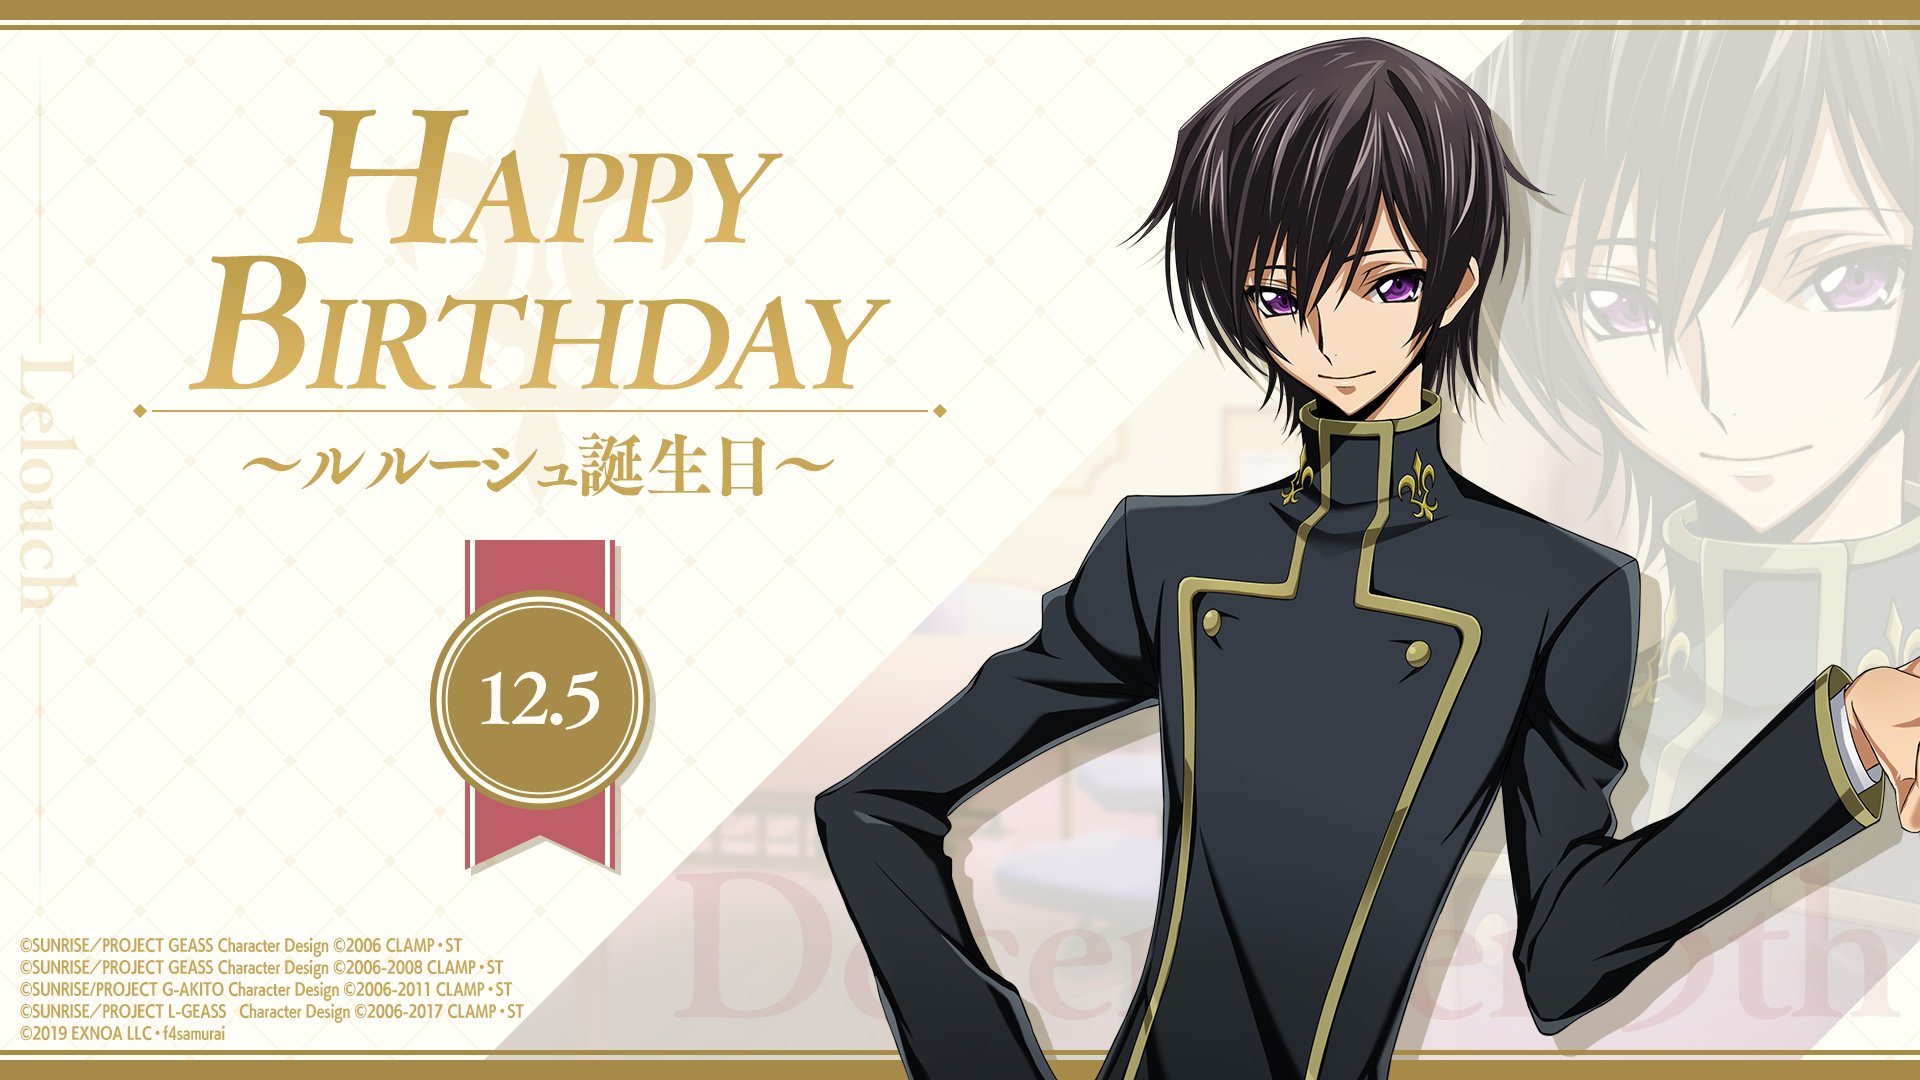 HAPPY
BIRTHDAY
～ルルーシュ誕生日～
12.5
Lelouch
©SUNRISE／PROJECT GEASS Character Design ©2006 CLAMP・ST
©SUNRISE／PROJECT GEASS Character Design ©2006-2008 CLAMP・ST
©SUNRISE/PROJECT G-AKITO Character Design ©2006-2011 CLAMP・ST
©SUNRISE/PROJECT L-GEASS Character Design ©2006-2017 CLAMP・ST
©2019 EXNOA LLC・f4samurai